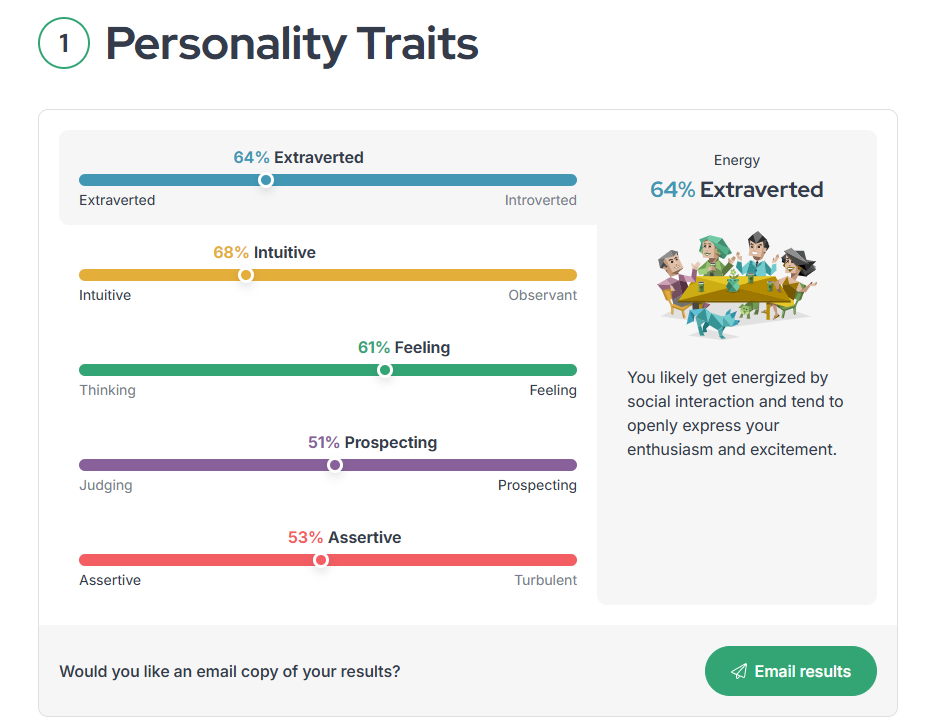 1 Personality Traits
64% Extraverted
Extraverted Introverted
68% Intuitive
Intuitive Observant
61% Feeling
Thinking Feeling
51% Prospecting
Judging Prospecting
53% Assertive
Assertive Turbulent
Energy
64% Extraverted
You likely get energized by
social interaction and tend to
openly express your
enthusiasm and excitement.
Would you like an email copy of your results?
Email results